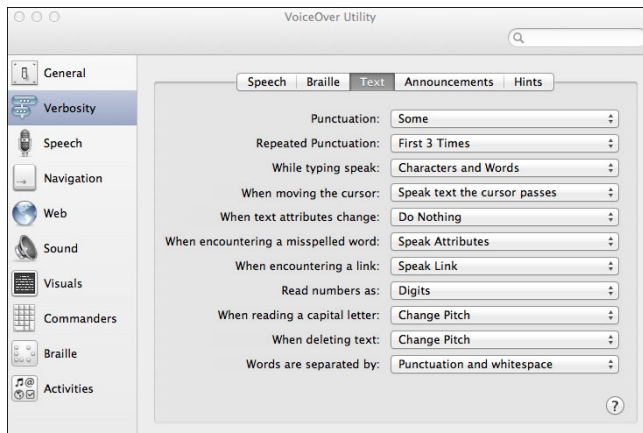 VoiceOver Utility
General
Verbosity
Speech
Navigation
Web
Sound
Visuals
Commanders
Braille
Activities
Speech Braille Text Announcements Hints
Punctuation: Some
Repeated Punctuation: First 3 Times
While typing speak: Characters and Words
When moving the cursor: Speak text the cursor passes
When text attributes change: Do Nothing
When encountering a misspelled word: Speak Attributes
When encountering a link: Speak Link
Read numbers as: Digits
When reading a capital letter: Change Pitch
When deleting text: Change Pitch
Words are separated by: Punctuation and whitespace
?